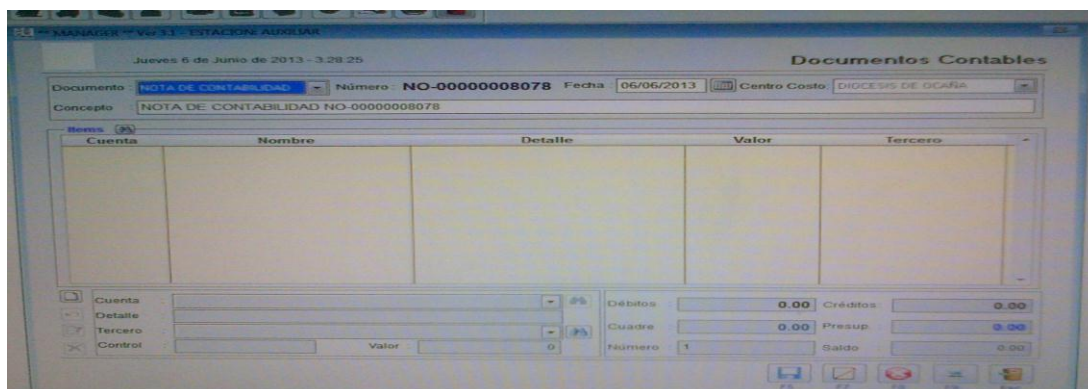 MANAGER ™ Ver 3.1 - ESTACION: AUXILIAR
Jueves 6 de Junio de 2013 - 3:28:25
Documentos Contables
Documento : NOTA DE CONTABILIDAD Número : NO-00000008078 Fecha : 06/06/2013 Centro Costo : DIOCESIS DE OCAÑA
Concepto : NOTA DE CONTABILIDAD NO-00000008078
Items
Cuenta Nombre Detalle Valor Tercero
Cuenta : Débitos : 0.00 Créditos : 0.00
Detalle :
Tercero : Cuadre : 0.00 Presup : 0.00
Control : Valor : 0 Número : 1 Saldo : 0.00